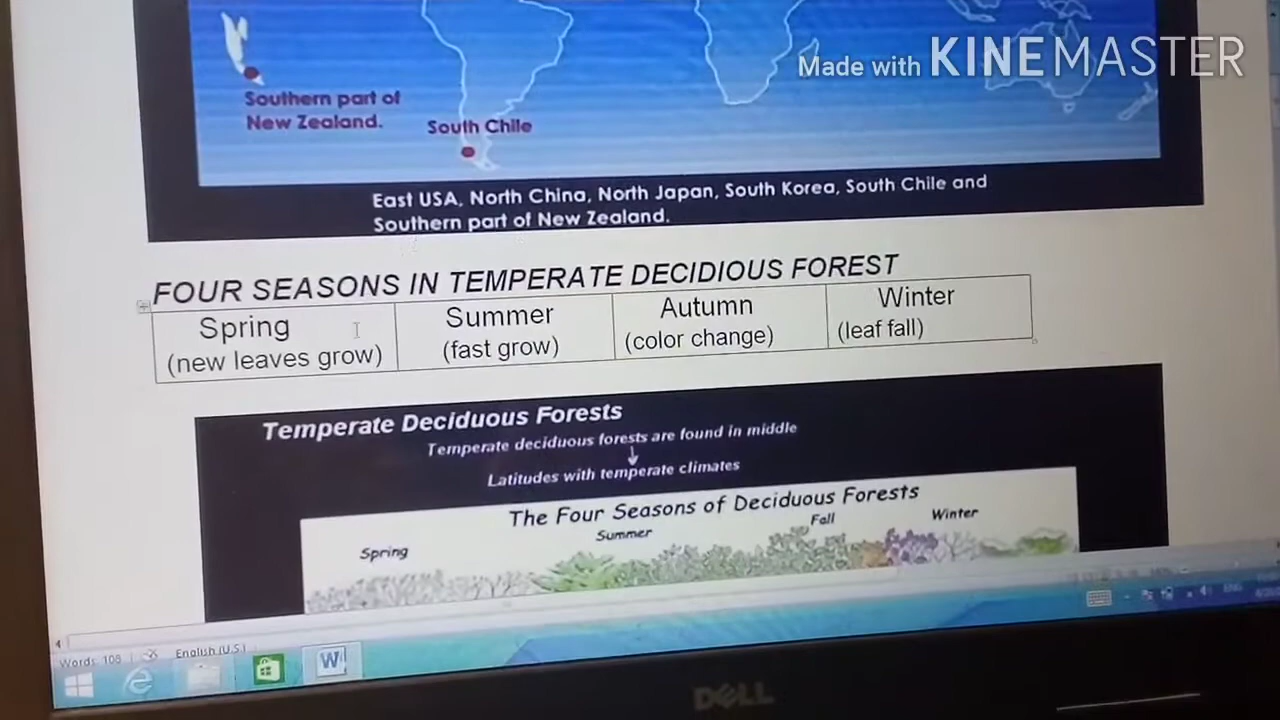 Made with KINEMASTER
Southern part of
New Zealand.
South Chile
East USA, North China, North Japan, South Korea, South Chile and
Southern part of New Zealand.
FOUR SEASONS IN TEMPERATE DECIDIOUS FOREST
Spring
(new leaves grow)
Summer
(fast grow)
Autumn
(color change)
Winter
(leaf fall)
Temperate Deciduous Forests
Temperate deciduous forests are found in middle
Latitudes with temperate climates
The Four Seasons of Deciduous Forests
Spring
Summer
Fall
Winter
Words: 108
English (U.S.)
ENG
DELL